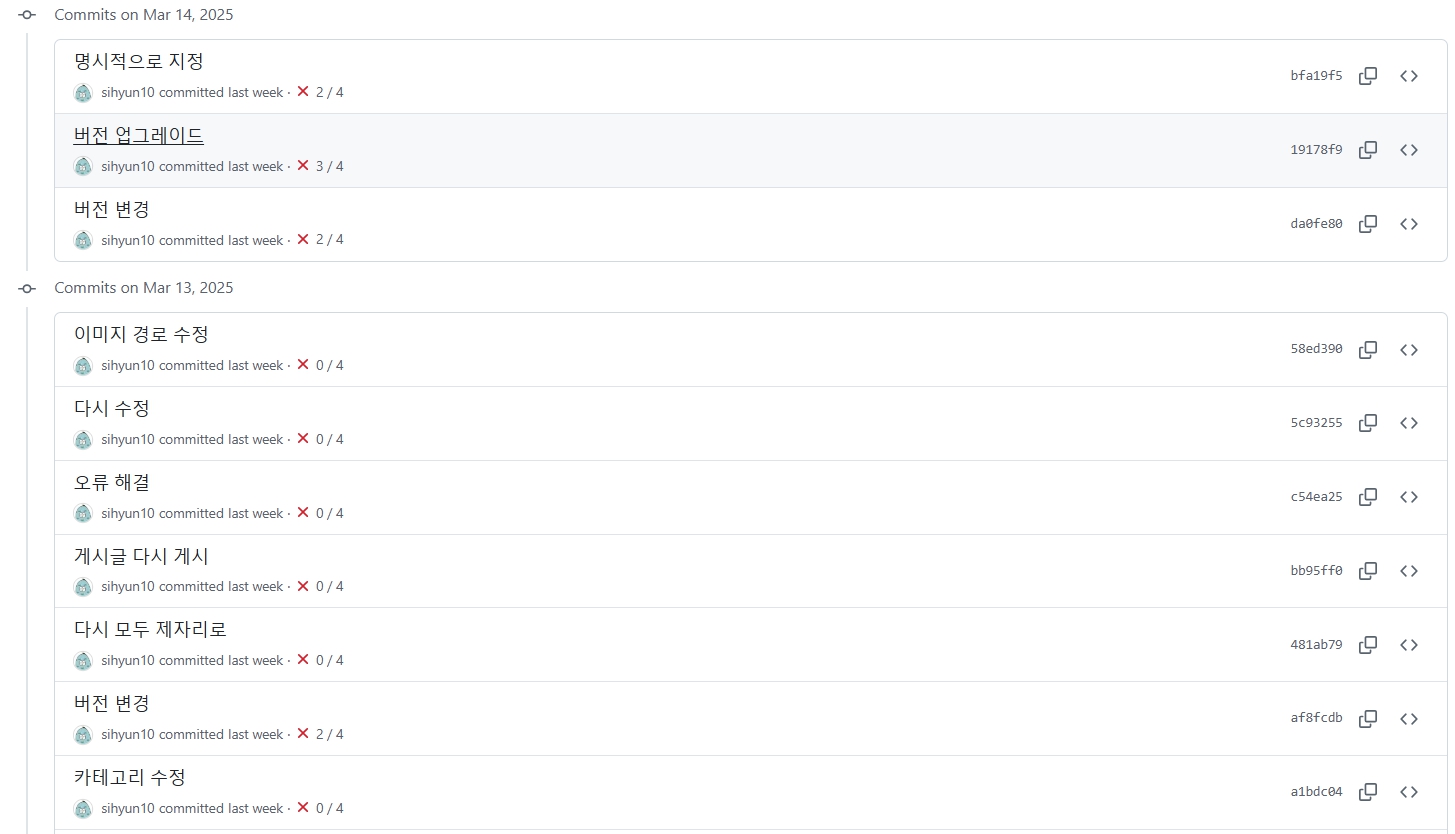 Commits on Mar 14, 2025
명시적으로 지정
bfa19f5
sihyun10 committed last week · 2 / 4
버전 업그레이드
19178f9
sihyun10 committed last week · 3 / 4
버전 변경
da0fe80
sihyun10 committed last week · 2 / 4
Commits on Mar 13, 2025
이미지 경로 수정
58ed390
sihyun10 committed last week · 0 / 4
다시 수정
5c93255
sihyun10 committed last week · 0 / 4
오류 해결
c54ea25
sihyun10 committed last week · 0 / 4
게시글 다시 게시
bb95ff0
sihyun10 committed last week · 0 / 4
다시 모두 제자리로
481ab79
sihyun10 committed last week · 0 / 4
버전 변경
af8fcdb
sihyun10 committed last week · 2 / 4
카테고리 수정
a1bdc04
sihyun10 committed last week · 0 / 4